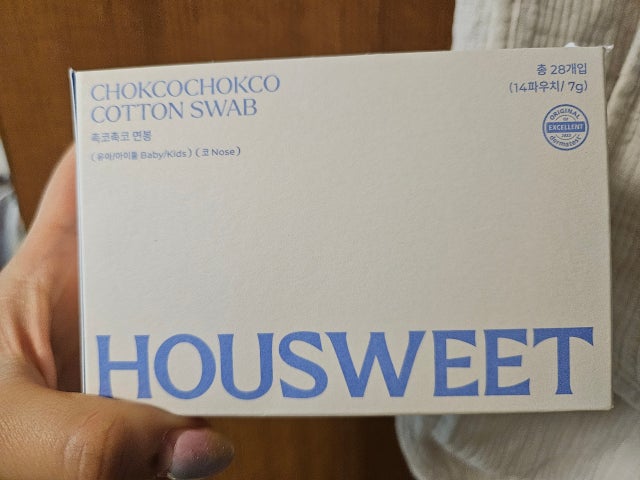 CHOKCOCHOKCO
COTTON SWAB
촉코촉코 면봉
(유아/아이용 Baby/Kids) (코 Nose)
총 28개입
(14파우치/ 7g)
ORIGINAL
EXCELLENT
dermatest
HOUSWEET